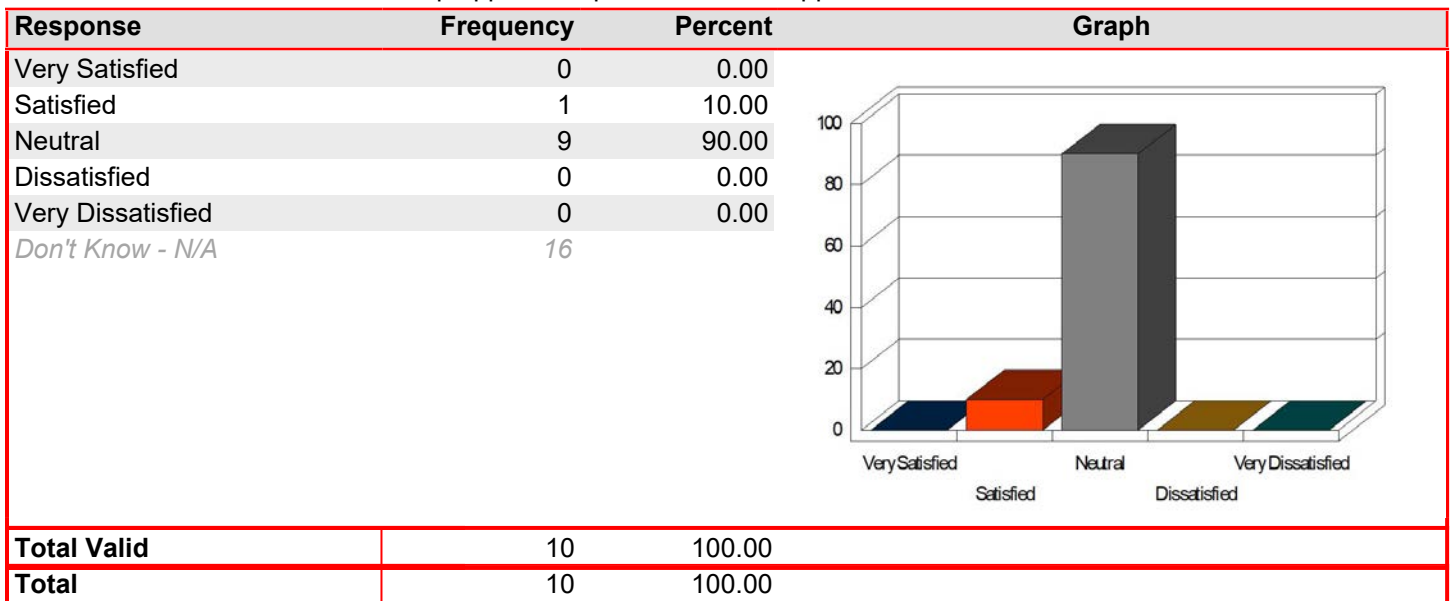 Response Frequency Percent Graph
Very Satisfied 0 0.00
Satisfied 1 10.00
Neutral 9 90.00
Dissatisfied 0 0.00
Very Dissatisfied 0 0.00
Don't Know - N/A 16
100
80
60
40
20
0
Very Satisfied Neutral Very Dissatisfied
Satisfied Dissatisfied
Total Valid 10 100.00
Total 10 100.00